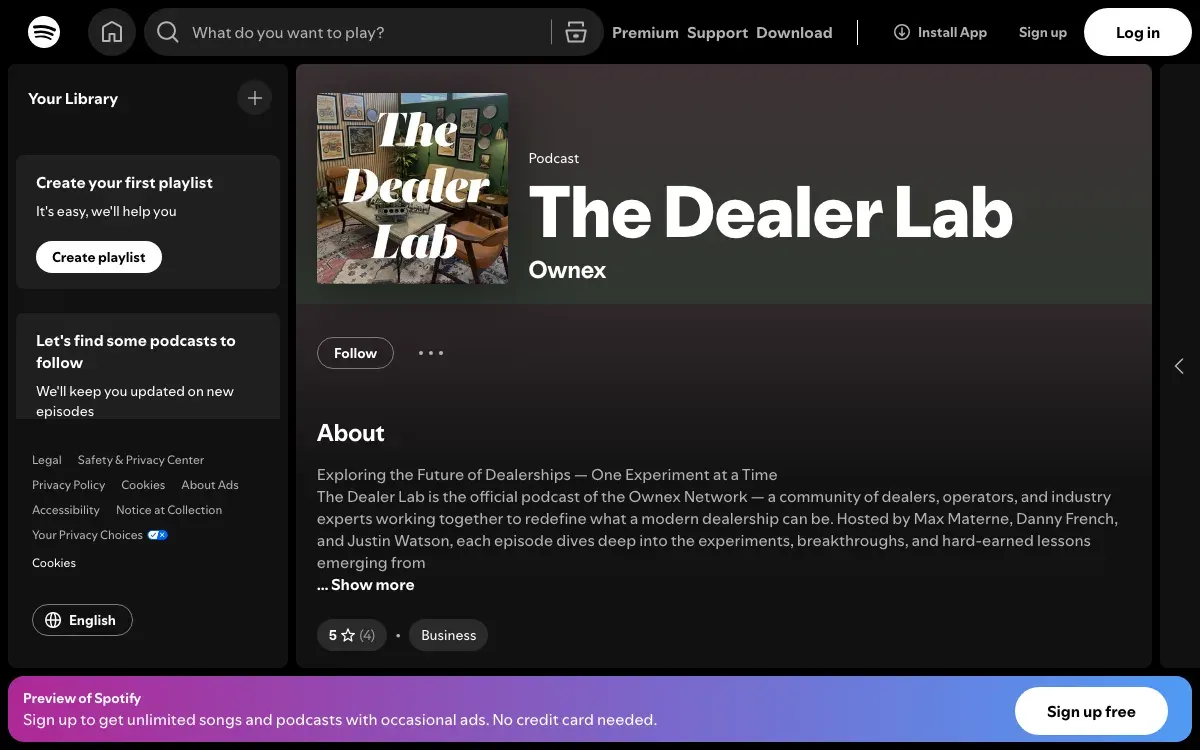 What do you want to play?
Premium
Support
Download
Install App
Sign up
Log in
Your Library
Create your first playlist
It's easy, we'll help you
Create playlist
Let's find some podcasts to
follow
We'll keep you updated on new
episodes
Legal
Safety & Privacy Center
Privacy Policy
Cookies
About Ads
Accessibility
Notice at Collection
Your Privacy Choices
Cookies
English
The
Dealer
Lab
Podcast
The Dealer Lab
Ownex
Follow
About
Exploring the Future of Dealerships — One Experiment at a Time
The Dealer Lab is the official podcast of the Ownex Network — a community of dealers, operators, and industry
experts working together to redefine what a modern dealership can be. Hosted by Max Materne, Danny French,
and Justin Watson, each episode dives deep into the experiments, breakthroughs, and hard-earned lessons
emerging from
... Show more
5 (4)
Business
Preview of Spotify
Sign up to get unlimited songs and podcasts with occasional ads. No credit card needed.
Sign up free